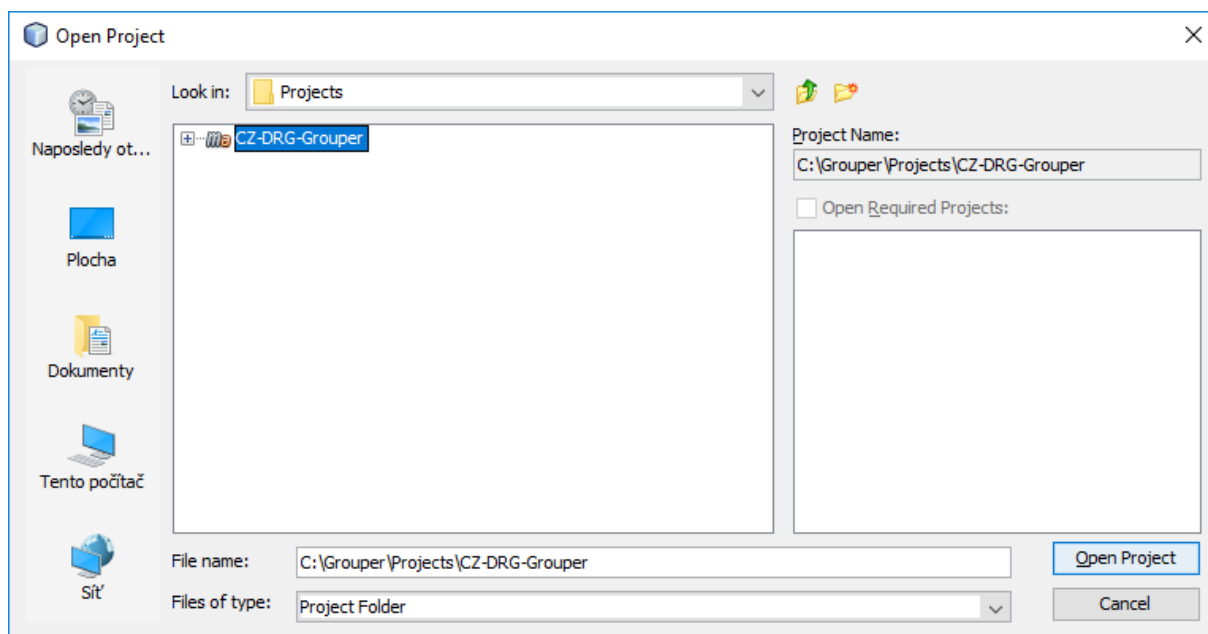 Open Project
Naposledy ot...
Plocha
Dokumenty
Tento počítač
Síť
Look in:
Projects
CZ-DRG-Grouper
Project Name:
C:\Grouper\Projects\CZ-DRG-Grouper
Open Required Projects:
File name:
C:\Grouper\Projects\CZ-DRG-Grouper
Open Project
Files of type:
Project Folder
Cancel